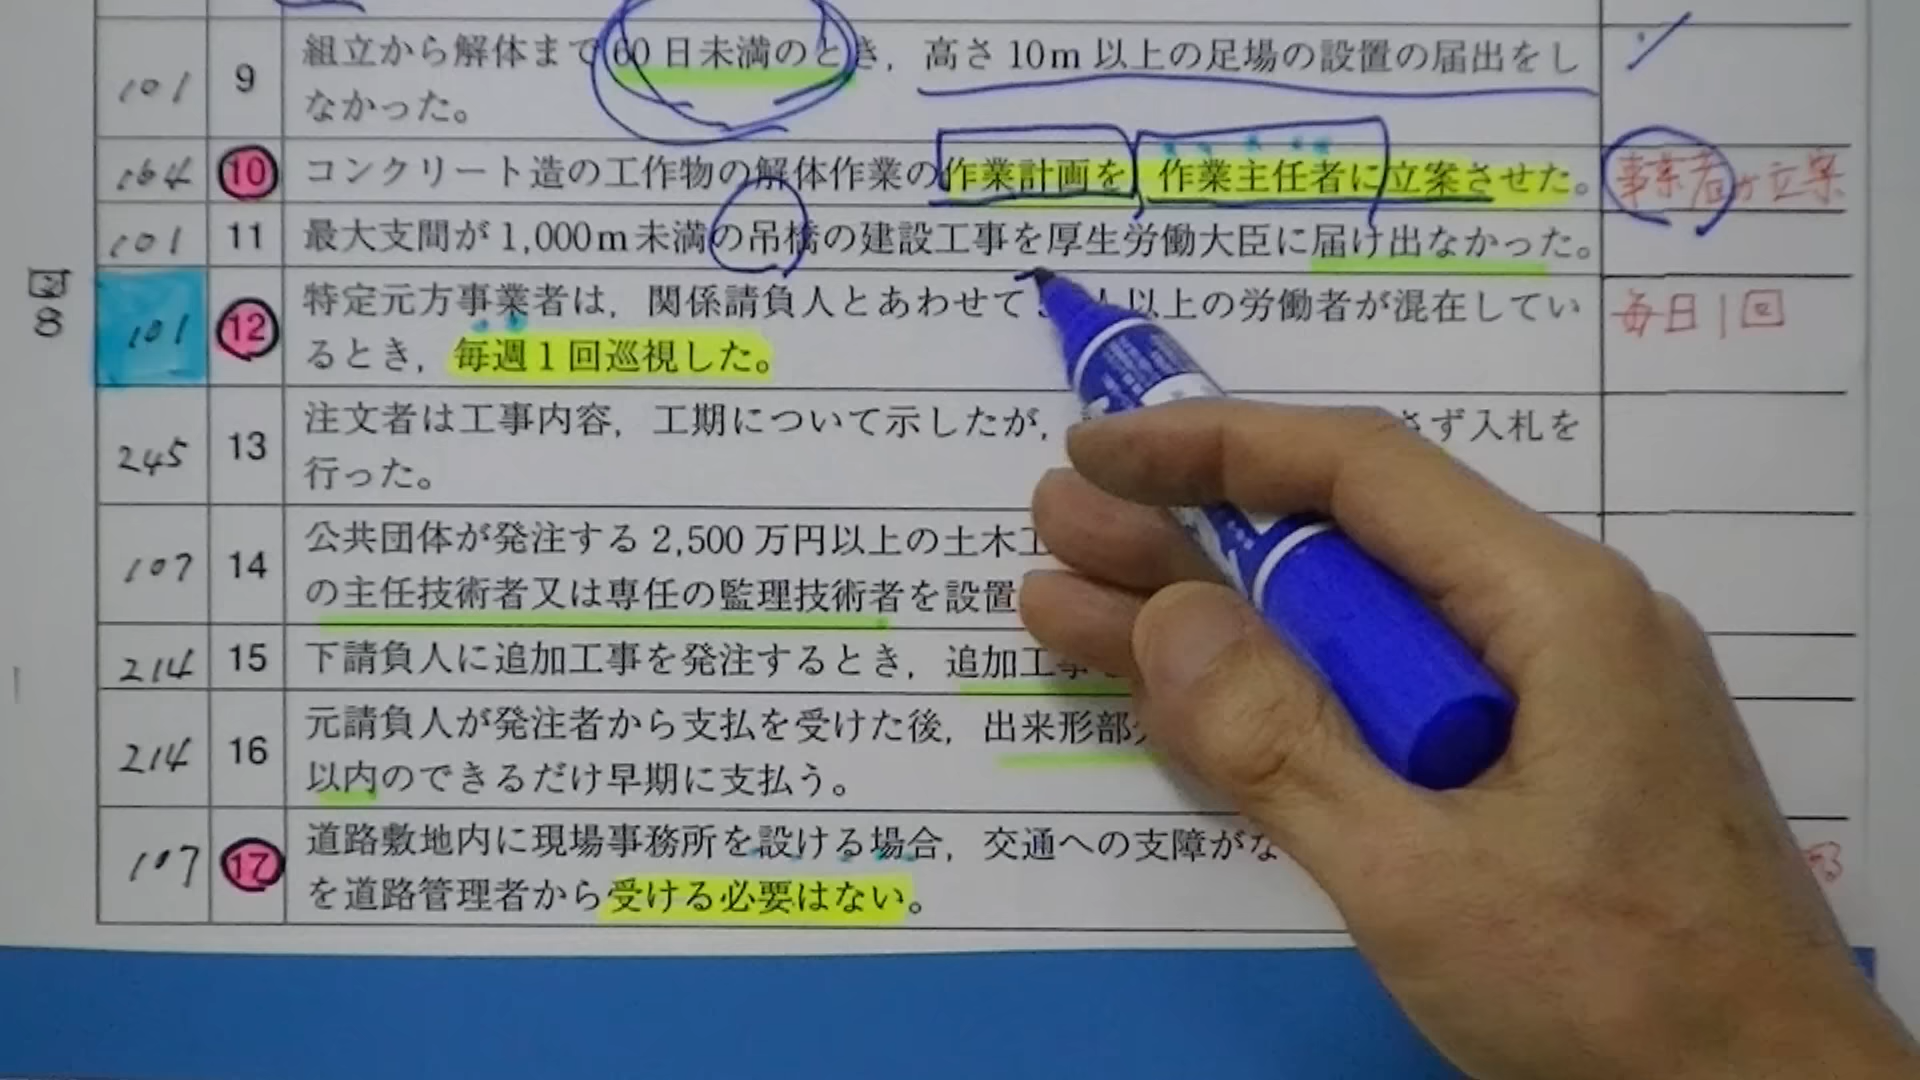 101 9 組立から解体まで60日未満のとき，高さ10m以上の足場の設置の届出をし
なかった。
164 10 コンクリート造の工作物の解体作業の作業計画を 作業主任者に立案させた。 事業者が立案
101 11 最大支間が1,000m未満の吊橋の建設工事を厚生労働大臣に届け出なかった。
図8
101 12 特定元方事業者は，関係請負人とあわせて 人以上の労働者が混在してい 毎日1回
るとき，毎週1回巡視した。
245 13 注文者は工事内容，工期について示したが， さず入札を
行った。
107 14 公共団体が発注する2,500万円以上の土木工
の主任技術者又は専任の監理技術者を設置
214 15 下請負人に追加工事を発注するとき，追加工事
214 16 元請負人が発注者から支払を受けた後，出来形部
以内のできるだけ早期に支払う。
107 17 道路敷地内に現場事務所を設ける場合，交通への支障がな
を道路管理者から受ける必要はない。